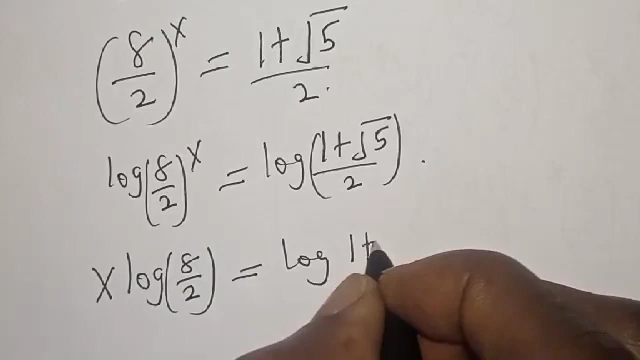 (8/2)^x = (1+√5)/2.
log(8/2)^x = log((1+√5)/2).
x log(8/2) = log 1+